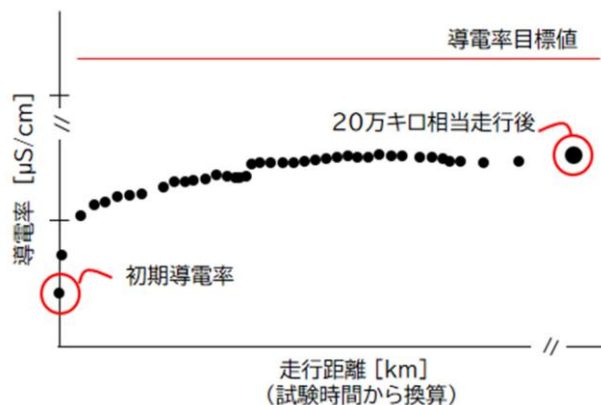 導電率目標値
20万キロ相当走行後
導電率 [μS/cm]
初期導電率
走行距離 [km]
(試験時間から換算)